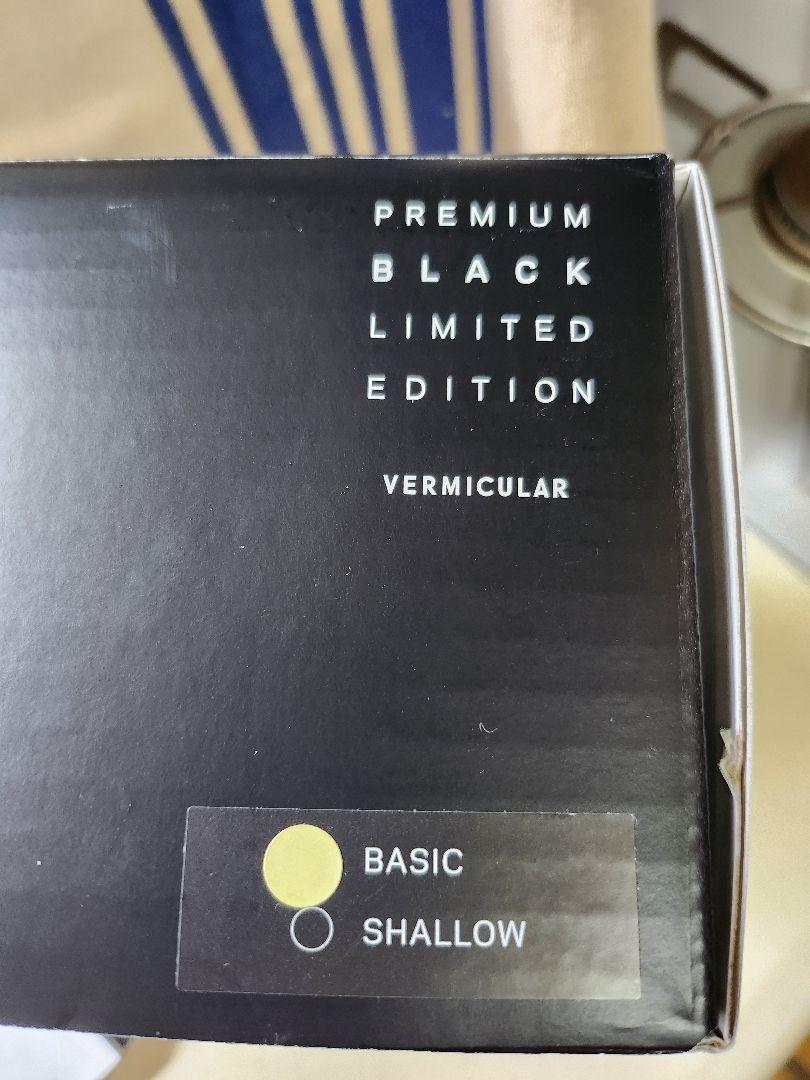 PREMIUM
BLACK
LIMITED
EDITION
VERMICULAR
BASIC
SHALLOW